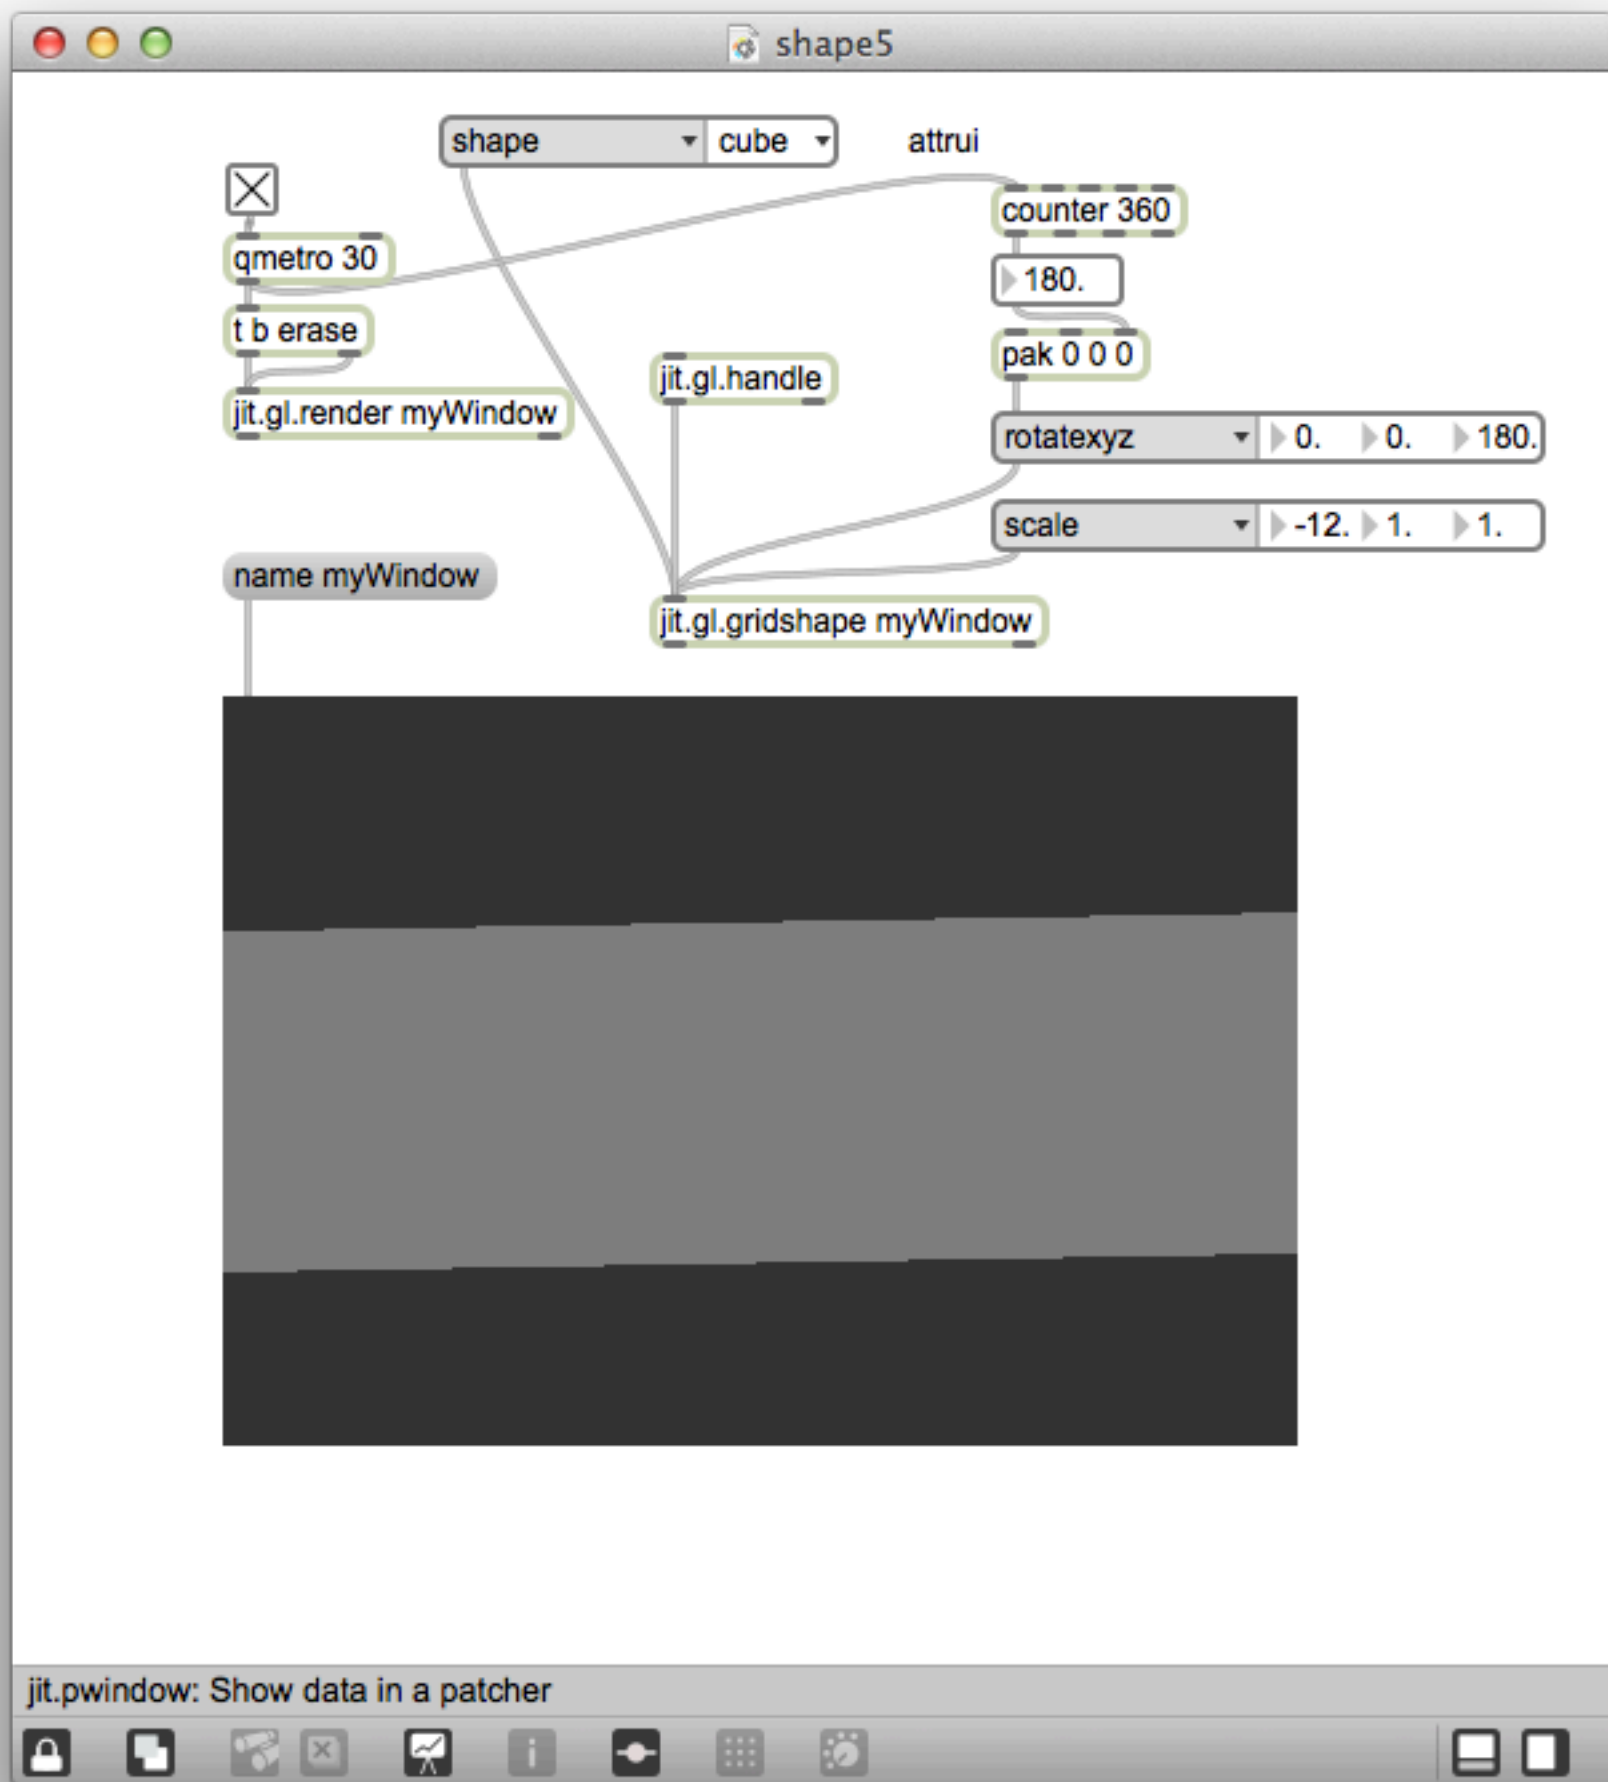 shape5
shape cube attrui
counter 360
qmetro 30
180.
t b erase
pak 0 0 0
jit.gl.handle
jit.gl.render myWindow
rotatexyz 0. 0. 180.
scale -12. 1. 1.
name myWindow
jit.gl.gridshape myWindow
jit.pwindow: Show data in a patcher